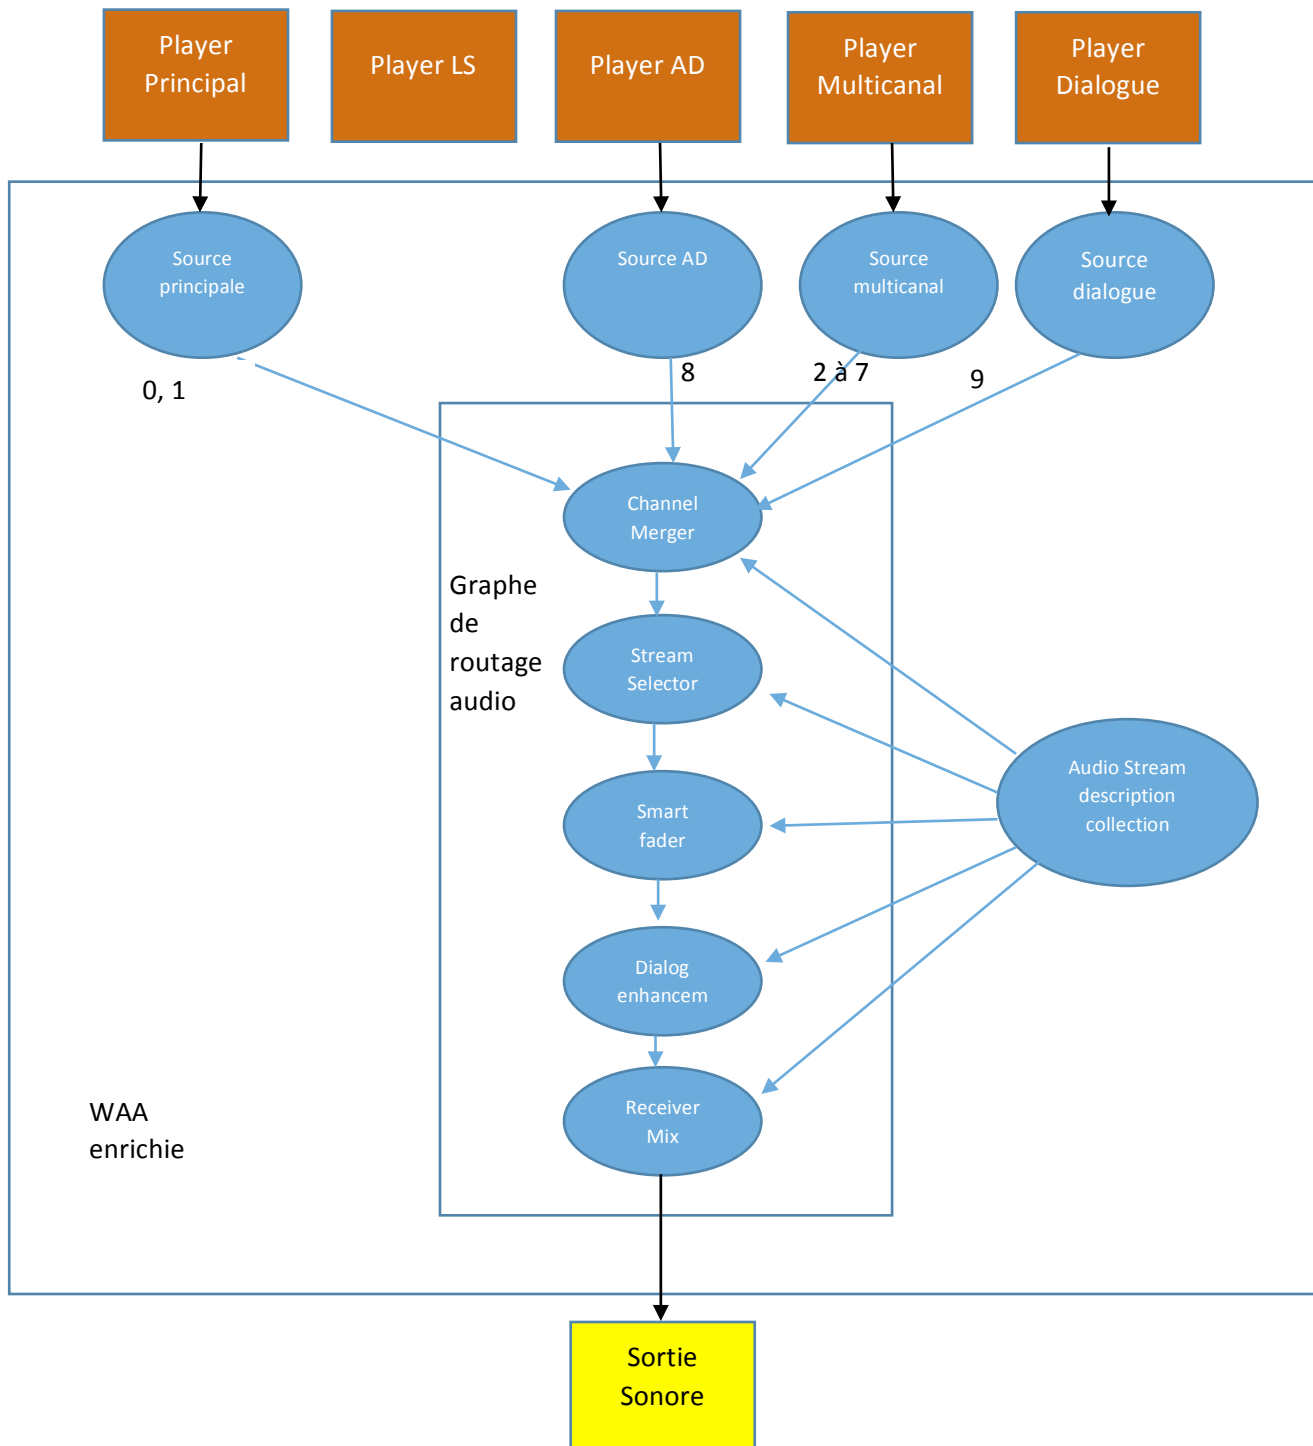 Player
Principal
Player LS
Player AD
Player
Multicanal
Player
Dialogue
Source
principale
Source AD
Source
multicanal
Source
dialogue
0, 1
8
2 à 7
9
Channel
Merger
Graphe
de
routage
audio
Stream
Selector
Smart
fader
Audio Stream
description
collection
Dialog
enhancem
Receiver
Mix
WAA
enrichie
Sortie
Sonore